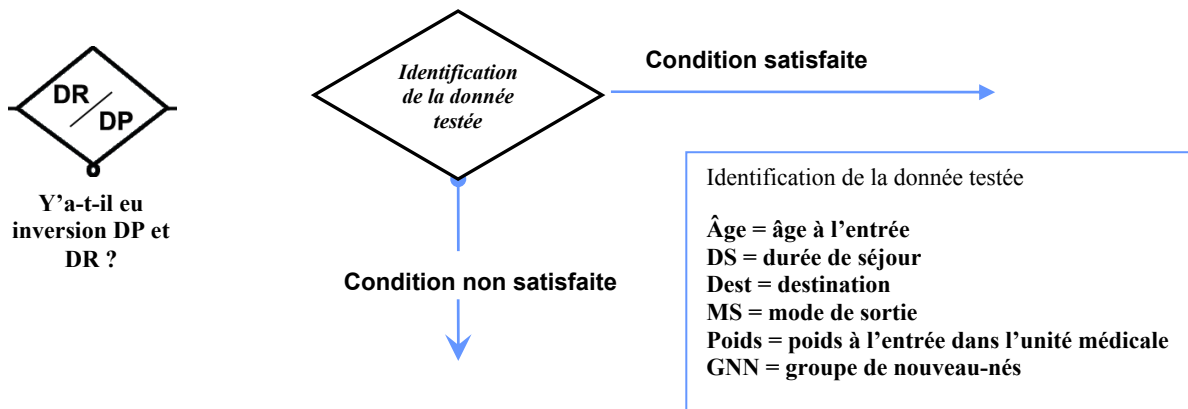 DR
DP
Y’a-t-il eu
inversion DP et
DR ?
Identification
de la donnée
testée
Condition satisfaite
Condition non satisfaite
Identification de la donnée testée
Âge = âge à l’entrée
DS = durée de séjour
Dest = destination
MS = mode de sortie
Poids = poids à l’entrée dans l’unité médicale
GNN = groupe de nouveau-nés